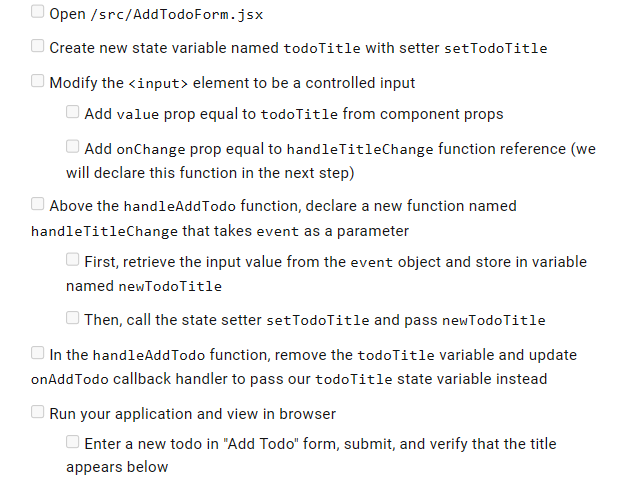 Open /src/AddTodoForm.jsx
Create new state variable named todoTitle with setter setTodoTitle
Modify the <input> element to be a controlled input
Add value prop equal to todoTitle from component props
Add onChange prop equal to handleTitleChange function reference (we
will declare this function in the next step)
Above the handleAddTodo function, declare a new function named
handleTitleChange that takes event as a parameter
First, retrieve the input value from the event object and store in variable
named newTodoTitle
Then, call the state setter setTodoTitle and pass newTodoTitle
In the handleAddTodo function, remove the todoTitle variable and update
onAddTodo callback handler to pass our todoTitle state variable instead
Run your application and view in browser
Enter a new todo in "Add Todo" form, submit, and verify that the title
appears below